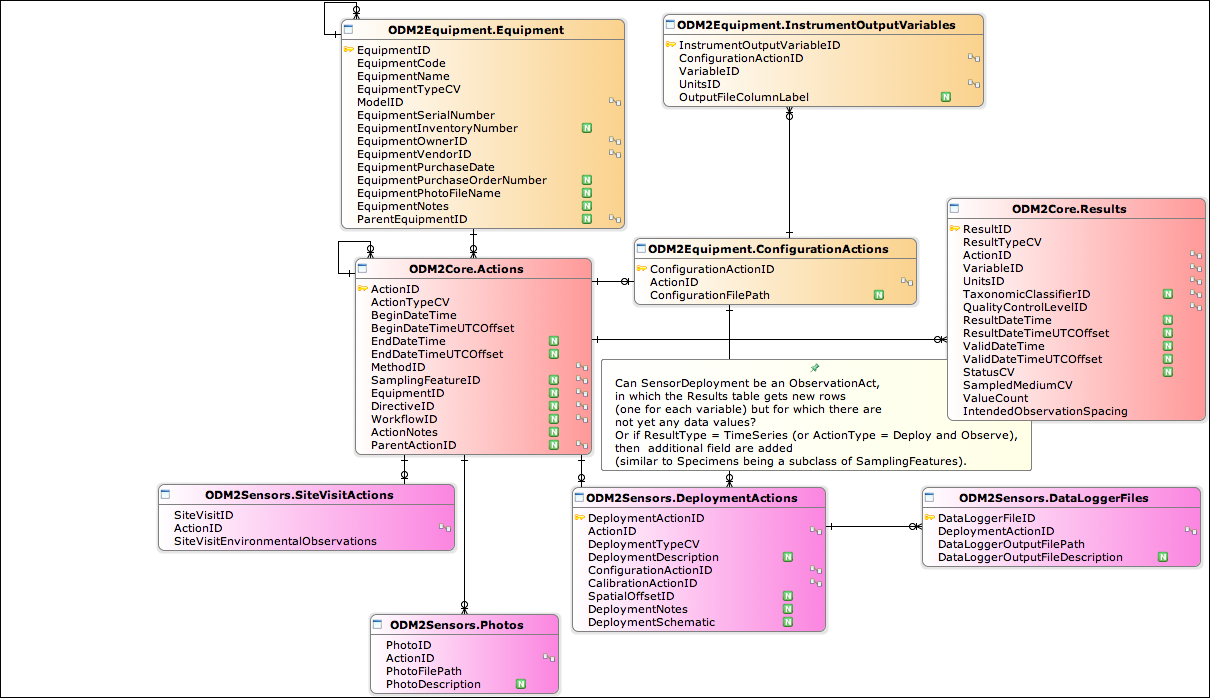 ODM2Equipment.Equipment
EquipmentID
EquipmentCode
EquipmentName
EquipmentTypeCV
ModelID
EquipmentSerialNumber
EquipmentInventoryNumber N
EquipmentOwnerID
EquipmentVendorID
EquipmentPurchaseDate
EquipmentPurchaseOrderNumber N
EquipmentPhotoFileName N
EquipmentNotes N
ParentEquipmentID N
ODM2Equipment.InstrumentOutputVariables
InstrumentOutputVariableID
ConfigurationActionID
VariableID
UnitsID
OutputFileColumnLabel N
ODM2Core.Actions
ActionID
ActionTypeCV
BeginDateTime
BeginDateTimeUTCOffset
EndDateTime N
EndDateTimeUTCOffset N
MethodID
SamplingFeatureID N
EquipmentID N
DirectiveID N
WorkflowID N
ActionNotes N
ParentActionID N
ODM2Equipment.ConfigurationActions
ConfigurationActionID
ActionID
ConfigurationFilePath N
ODM2Core.Results
ResultID
ResultTypeCV
ActionID
VariableID
UnitsID
TaxonomicClassifierID N
QualityControlLevelID
ResultDateTime N
ResultDateTimeUTCOffset N
ValidDateTime N
ValidDateTimeUTCOffset N
StatusCV N
SampledMediumCV
ValueCount
IntendedObservationSpacing
Can SensorDeployment be an ObservationAct,
in which the Results table gets new rows
(one for each variable) but for which there are
not yet any data values?
Or if ResultType = TimeSeries (or ActionType = Deploy and Observe),
then additional field are added
(similar to Specimens being a subclass of SamplingFeatures).
ODM2Sensors.SiteVisitActions
SiteVisitID
ActionID
SiteVisitEnvironmentalObservations
ODM2Sensors.DeploymentActions
DeploymentActionID
ActionID
DeploymentTypeCV
DeploymentDescription N
ConfigurationActionID
CalibrationActionID
SpatialOffsetID N
DeploymentNotes N
DeploymentSchematic N
ODM2Sensors.DataLoggerFiles
DataLoggerFileID
DeploymentActionID
DataLoggerOutputFilePath
DataLoggerOutputFileDescription N
ODM2Sensors.Photos
PhotoID
ActionID
PhotoFilePath
PhotoDescription N